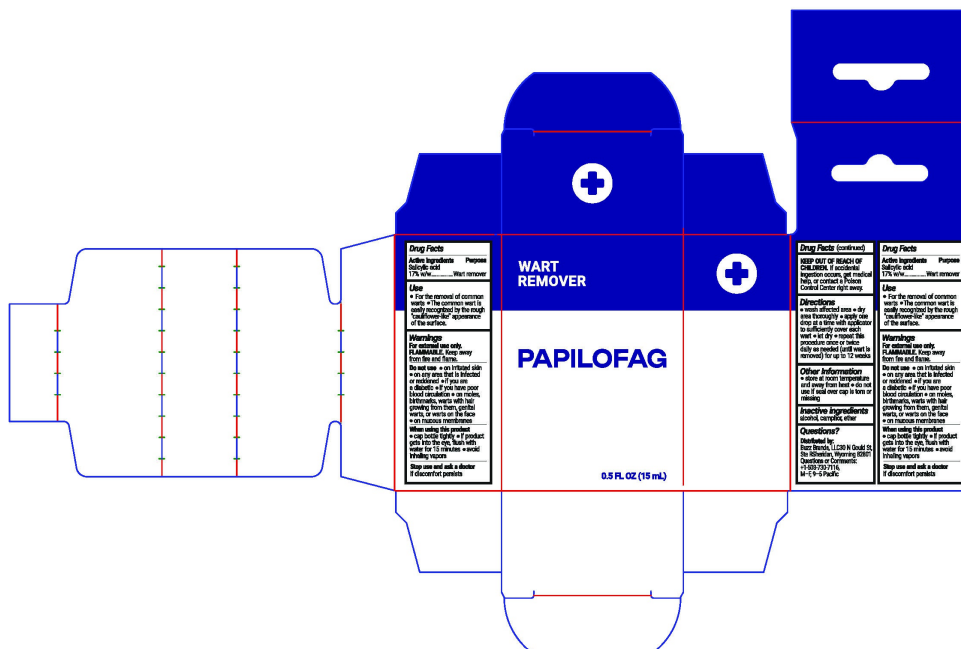 Drug Facts
Active Ingredients Purpose
Salicylic acid
17% w/w..............Wart remover
Use
• For the removal of common
warts • The common wart is
easily recognized by the rough
"cauliflower-like" appearance
of the surface.
Warnings
For external use only.
FLAMMABLE. Keep away
from fire and flame.
Do not use • on irritated skin
• on any area that is infected
or reddened • if you are
a diabetic • if you have poor
blood circulation • on moles,
birthmarks, warts with hair
growing from them, genital
warts, or warts on the face
• on mucous membranes
When using this product
• cap bottle tightly • if product
gets into the eye, flush with
water for 15 minutes • avoid
inhaling vapors
Stop use and ask a doctor
if discomfort persists
WART
REMOVER
PAPILOFAG
0.5 FL OZ (15 mL)
Drug Facts (continued)
KEEP OUT OF REACH OF
CHILDREN. If accidental
ingestion occurs, get medical
help, or contact a Poison
Control Center right away.
Directions
• wash affected area • dry
area thoroughly • apply one
drop at a time with applicator
to sufficiently cover each
wart • let dry • repeat this
procedure once or twice
daily as needed (until wart is
removed) for up to 12 weeks
Other information
• store at room temperature
and away from heat • do not
use if seal over cap is torn or
missing
Inactive ingredients
alcohol, camphor, ether
Questions?
Distributed by:
Buzz Brands, LLC30 N Gould St,
Ste RSheridan, Wyoming 82801
Questions or Comments:
+1-503-730-7116,
M–F, 9–5 Pacific
Drug Facts
Active Ingredients Purpose
Salicylic acid
17% w/w..............Wart remover
Use
• For the removal of common
warts • The common wart is
easily recognized by the rough
"cauliflower-like" appearance
of the surface.
Warnings
For external use only.
FLAMMABLE. Keep away
from fire and flame.
Do not use • on irritated skin
• on any area that is infected
or reddened • if you are
a diabetic • if you have poor
blood circulation • on moles,
birthmarks, warts with hair
growing from them, genital
warts, or warts on the face
• on mucous membranes
When using this product
• cap bottle tightly • if product
gets into the eye, flush with
water for 15 minutes • avoid
inhaling vapors
Stop use and ask a doctor
if discomfort persists